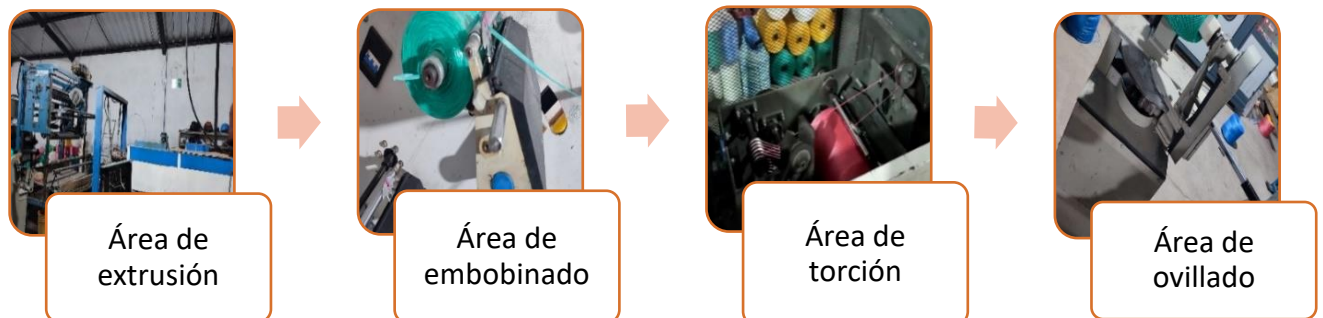 Área de
extrusión
Área de
embobinado
Área de
torción
Área de
ovillado